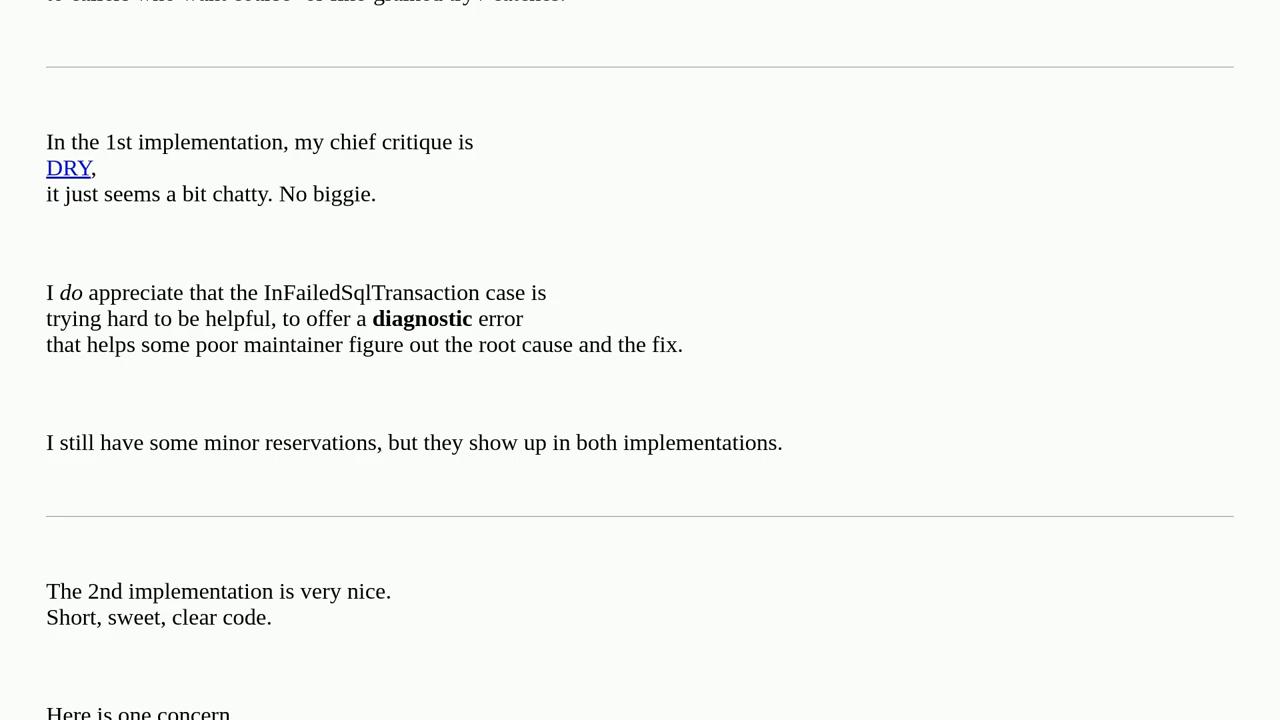 In the 1st implementation, my chief critique is
DRY,
it just seems a bit chatty. No biggie.
I do appreciate that the InFailedSqlTransaction case is
trying hard to be helpful, to offer a diagnostic error
that helps some poor maintainer figure out the root cause and the fix.
I still have some minor reservations, but they show up in both implementations.
The 2nd implementation is very nice.
Short, sweet, clear code.
Here is one concern.